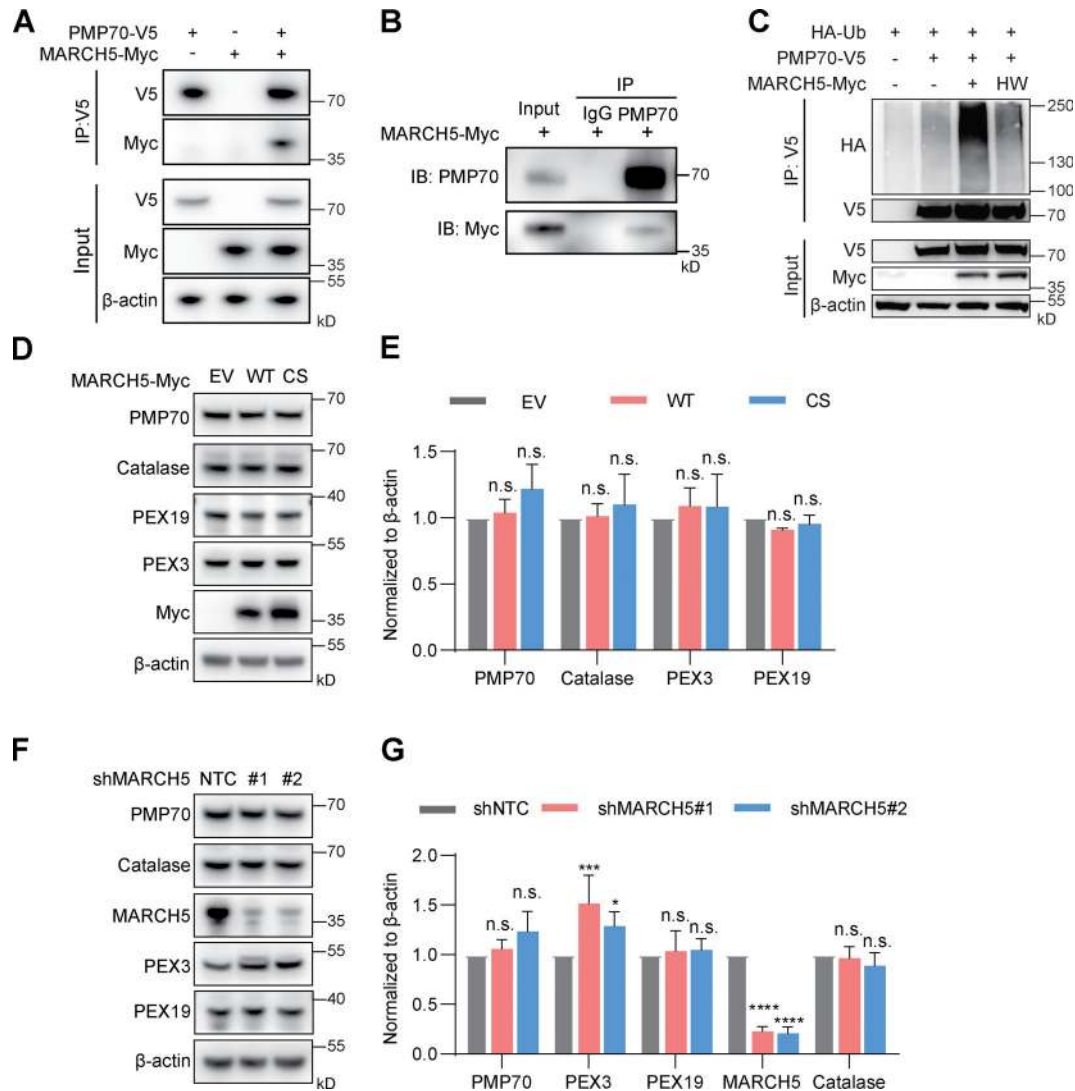 A
PMP70-V5 + - +
MARCH5-Myc - + +
IP:V5
V5
70
Myc
35
Input
V5
70
Myc
35
β-actin
55
kD
B
IP
Input IgG PMP70
MARCH5-Myc + + +
IB: PMP70
70
IB: Myc
35
kD
C
HA-Ub + + + +
PMP70-V5 - + + +
MARCH5-Myc - - + HW
IP: V5
HA
250
130
100
V5
70
Input
V5
70
Myc
35
β-actin
55
kD
D
MARCH5-Myc EV WT CS
PMP70
70
Catalase
70
PEX19
40
PEX3
55
Myc
35
β-actin
55
kD
E
EV WT CS
Normalized to β-actin
1.5
1.0
0.5
0.0
n.s. n.s. n.s. n.s. n.s. n.s. n.s. n.s.
PMP70 Catalase PEX3 PEX19
F
shMARCH5 NTC #1 #2
PMP70
70
Catalase
70
MARCH5
35
PEX3
55
PEX19
40
β-actin
55
kD
G
shNTC shMARCH5#1 shMARCH5#2
Normalized to β-actin
2.0
1.5
1.0
0.5
0.0
n.s. n.s. *** * n.s. n.s. **** **** n.s. n.s.
PMP70 PEX3 PEX19 MARCH5 Catalase